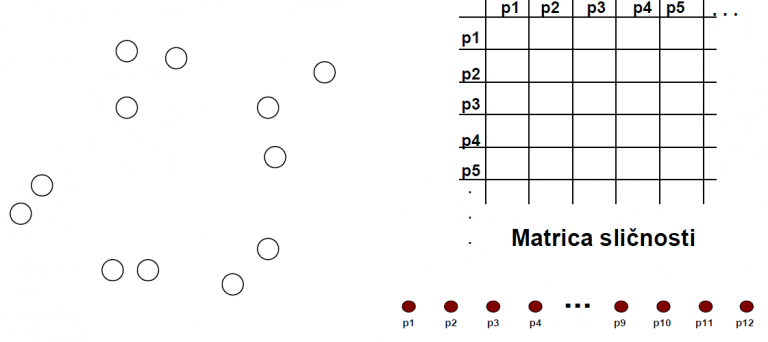 p1 p2 p3 p4 p5 ...
p1
p2
p3
p4
p5
.
.
.
Matrica sličnosti
...
p1 p2 p3 p4 p9 p10 p11 p12